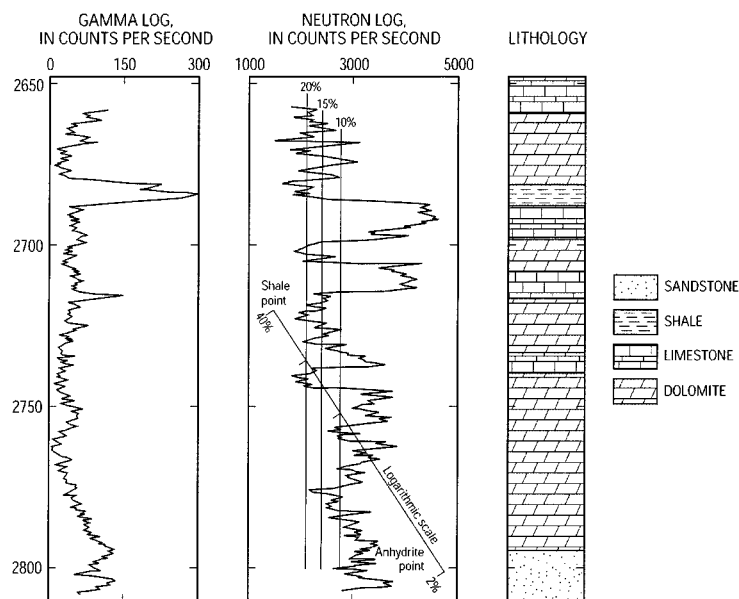 GAMMA LOG,
IN COUNTS PER SECOND
NEUTRON LOG,
IN COUNTS PER SECOND
LITHOLOGY
0 150 300
1000 3000 5000
2650
20%
15%
10%
2700
Shale
point
40%
2750
Logarithmic scale
Anhydrite
point
2%
2800
SANDSTONE
SHALE
LIMESTONE
DOLOMITE